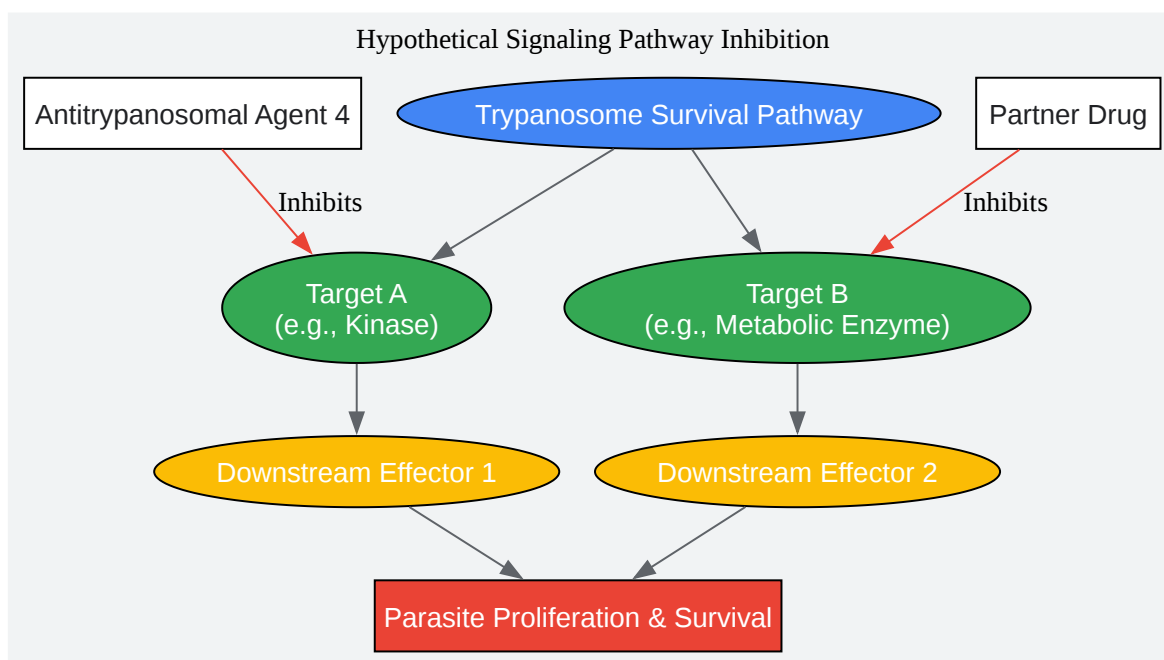 Hypothetical Signaling Pathway Inhibition
Antitrypanosomal Agent 4
Trypanosome Survival Pathway
Partner Drug
Inhibits
Inhibits
Target A
(e.g., Kinase)
Target B
(e.g., Metabolic Enzyme)
Downstream Effector 1
Downstream Effector 2
Parasite Proliferation & Survival